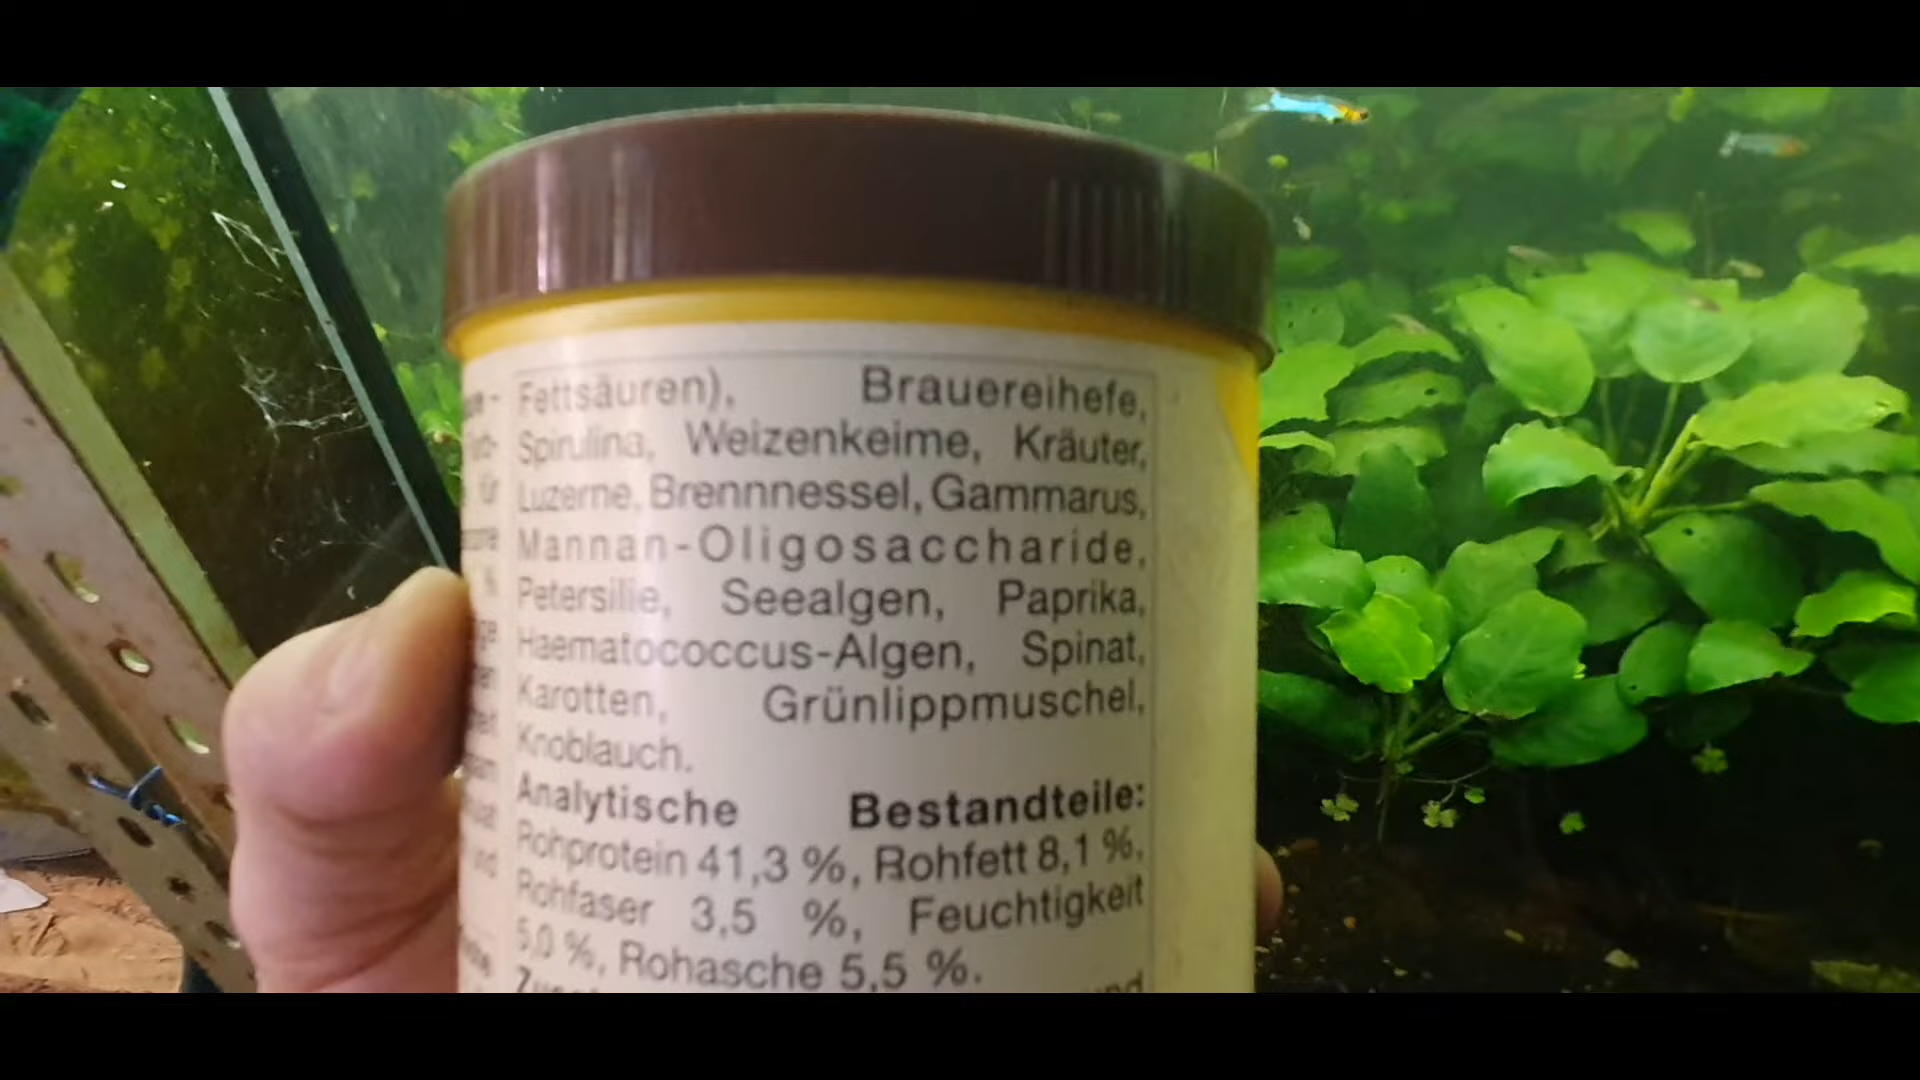 Fettsäuren), Brauereihefe,
Spirulina, Weizenkeime, Kräuter,
Luzerne, Brennnessel, Gammarus,
Mannan-Oligosaccharide,
Petersilie, Seealgen, Paprika,
Haematococcus-Algen, Spinat,
Karotten, Grünlippmuschel,
Knoblauch.
Analytische Bestandteile:
Rohprotein 41,3 %, Rohfett 8,1 %,
Rohfaser 3,5 %, Feuchtigkeit
5,0 %, Rohasche 5,5 %.